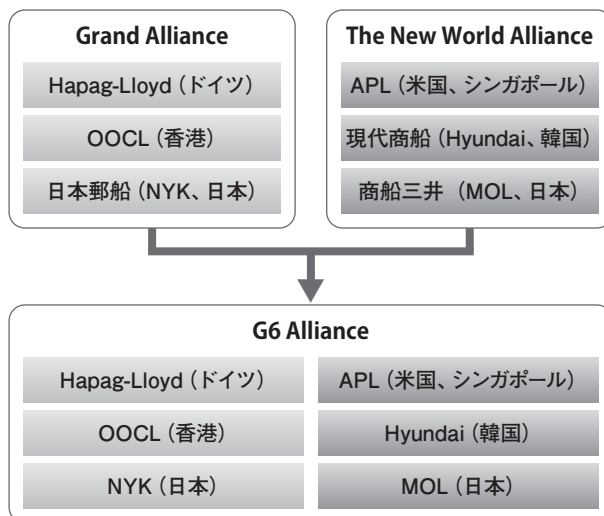 Grand Alliance
Hapag-Lloyd（ドイツ）
OOCL（香港）
日本郵船（NYK、日本）
The New World Alliance
APL（米国、シンガポール）
現代商船（Hyundai、韓国）
商船三井 （MOL、日本）
G6 Alliance
Hapag-Lloyd（ドイツ）
APL（米国、シンガポール）
OOCL（香港）
Hyundai（韓国）
NYK（日本）
MOL（日本）